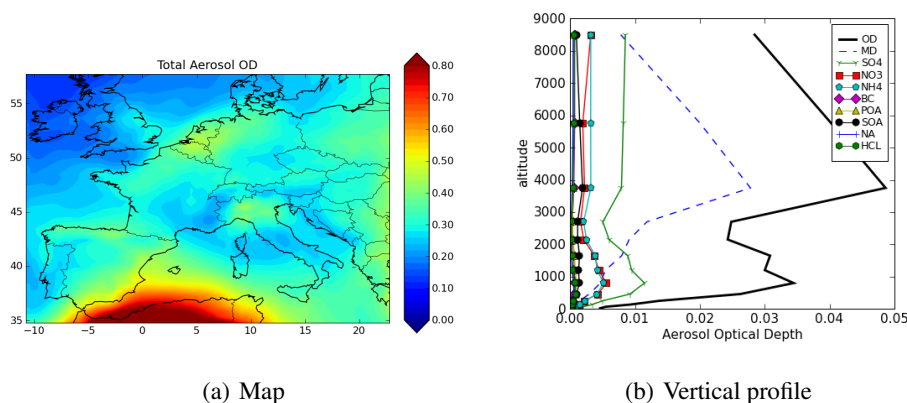 Total Aerosol OD
55
50
45
40
35
−10
−5
0
5
10
15
20
0.80
0.70
0.60
0.50
0.40
0.30
0.20
0.10
0.00
(a) Map
9000
8000
7000
6000
5000
4000
3000
2000
1000
0
altitude
0.00
0.01
0.02
0.03
0.04
0.05
Aerosol Optical Depth
OD
MD
SO4
NO3
NH4
BC
POA
SOA
NA
HCL
(b) Vertical profile